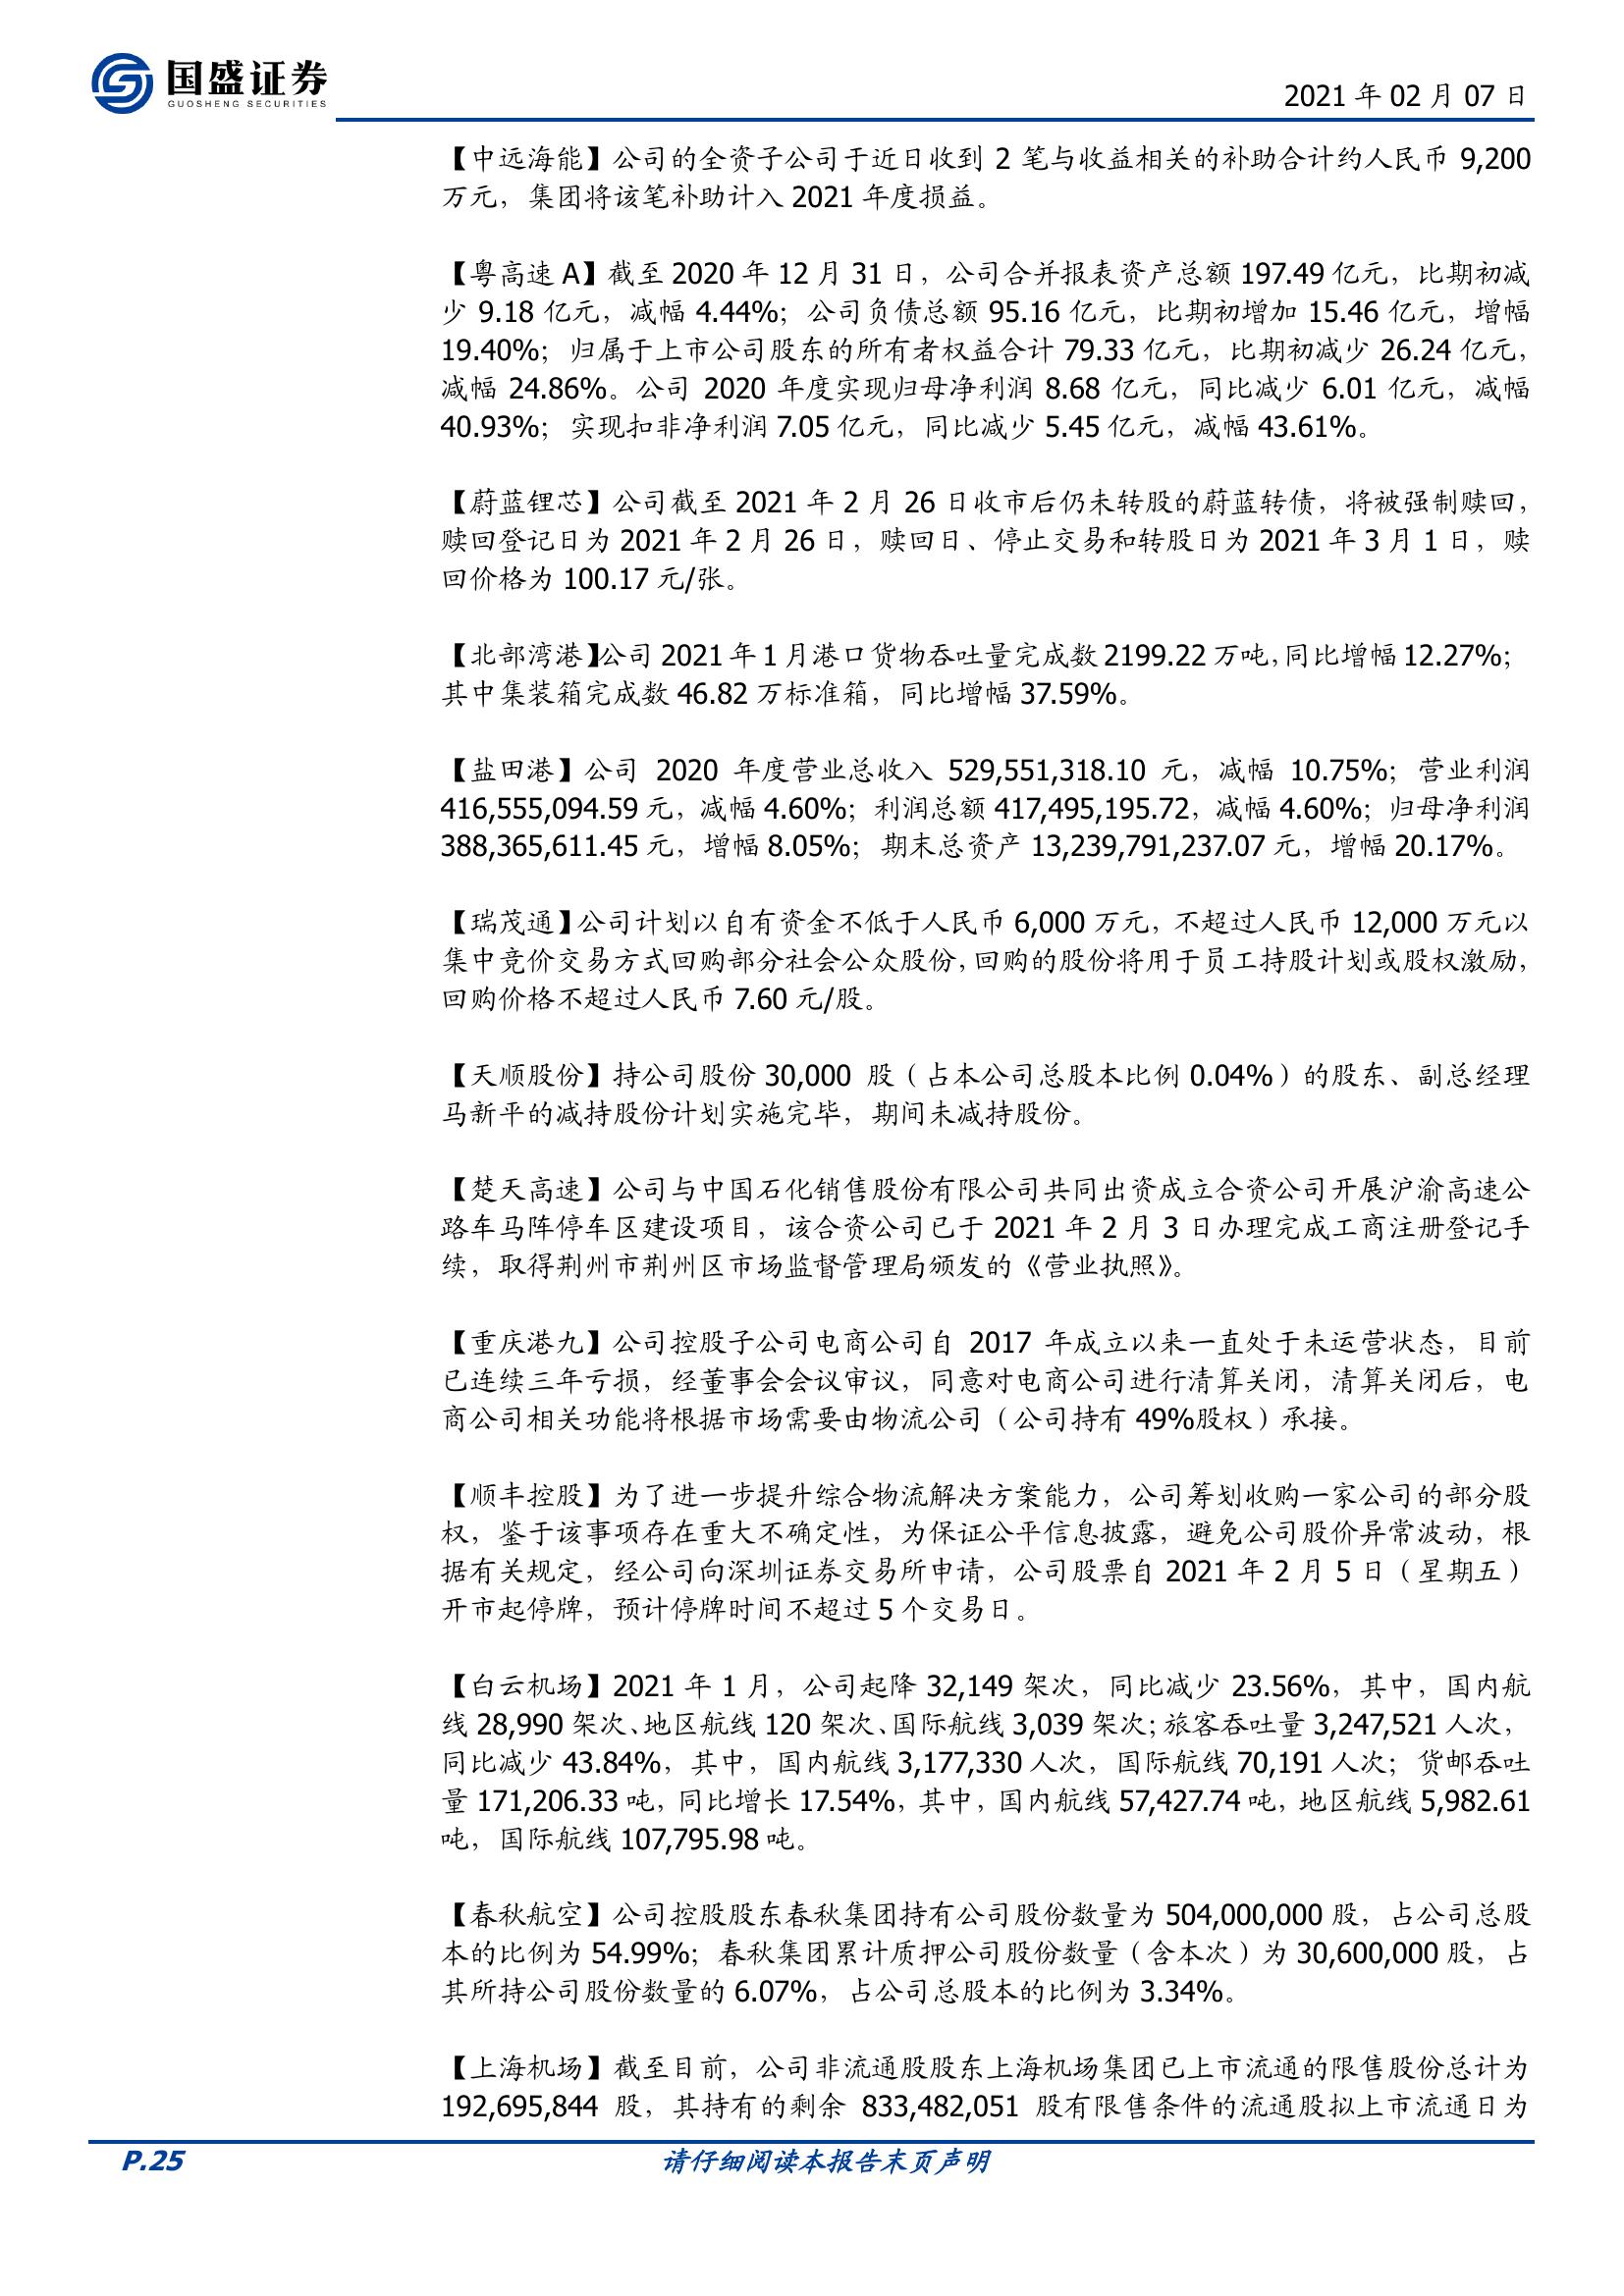 国盛证券
GUOSHENG SECURITIES
2021 年 02 月 07 日
【中远海能】公司的全资子公司于近日收到 2 笔与收益相关的补助合计约人民币 9,200
万元，集团将该笔补助计入 2021 年度损益。
【粤高速 A】截至 2020 年 12 月 31 日，公司合并报表资产总额 197.49 亿元，比期初减
少 9.18 亿元，减幅 4.44%；公司负债总额 95.16 亿元，比期初增加 15.46 亿元，增幅
19.40%；归属于上市公司股东的所有者权益合计 79.33 亿元，比期初减少 26.24 亿元，
减幅 24.86%。公司 2020 年度实现归母净利润 8.68 亿元，同比减少 6.01 亿元，减幅
40.93%；实现扣非净利润 7.05 亿元，同比减少 5.45 亿元，减幅 43.61%。
【蔚蓝锂芯】公司截至 2021 年 2 月 26 日收市后仍未转股的蔚蓝转债，将被强制赎回，
赎回登记日为 2021 年 2 月 26 日，赎回日、停止交易和转股日为 2021 年 3 月 1 日，赎
回价格为 100.17 元/张。
【北部湾港】公司 2021 年 1 月港口货物吞吐量完成数 2199.22 万吨，同比增幅 12.27%；
其中集装箱完成数 46.82 万标准箱，同比增幅 37.59%。
【盐田港】公司 2020 年度营业总收入 529,551,318.10 元，减幅 10.75%；营业利润
416,555,094.59 元，减幅 4.60%；利润总额 417,495,195.72，减幅 4.60%；归母净利润
388,365,611.45 元，增幅 8.05%；期末总资产 13,239,791,237.07 元，增幅 20.17%。
【瑞茂通】公司计划以自有资金不低于人民币 6,000 万元，不超过人民币 12,000 万元以
集中竞价交易方式回购部分社会公众股份，回购的股份将用于员工持股计划或股权激励，
回购价格不超过人民币 7.60 元/股。
【天顺股份】持公司股份 30,000 股（占本公司总股本比例 0.04%）的股东、副总经理
马新平的减持股份计划实施完毕，期间未减持股份。
【楚天高速】公司与中国石化销售股份有限公司共同出资成立合资公司开展沪渝高速公
路车马阵停车区建设项目，该合资公司已于 2021 年 2 月 3 日办理完成工商注册登记手
续，取得荆州市荆州区市场监督管理局颁发的《营业执照》。
【重庆港九】公司控股子公司电商公司自 2017 年成立以来一直处于未运营状态，目前
已连续三年亏损，经董事会会议审议，同意对电商公司进行清算关闭，清算关闭后，电
商公司相关功能将根据市场需要由物流公司（公司持有 49%股权）承接。
【顺丰控股】为了进一步提升综合物流解决方案能力，公司筹划收购一家公司的部分股
权，鉴于该事项存在重大不确定性，为保证公平信息披露，避免公司股价异常波动，根
据有关规定，经公司向深圳证券交易所申请，公司股票自 2021 年 2 月 5 日（星期五）
开市起停牌，预计停牌时间不超过 5 个交易日。
【白云机场】2021 年 1 月，公司起降 32,149 架次，同比减少 23.56%，其中，国内航
线 28,990 架次、地区航线 120 架次、国际航线 3,039 架次；旅客吞吐量 3,247,521 人次，
同比减少 43.84%，其中，国内航线 3,177,330 人次，国际航线 70,191 人次；货邮吞吐
量 171,206.33 吨，同比增长 17.54%，其中，国内航线 57,427.74 吨，地区航线 5,982.61
吨，国际航线 107,795.98 吨。
【春秋航空】公司控股股东春秋集团持有公司股份数量为 504,000,000 股，占公司总股
本的比例为 54.99%；春秋集团累计质押公司股份数量（含本次）为 30,600,000 股，占
其所持公司股份数量的 6.07%，占公司总股本的比例为 3.34%。
【上海机场】截至目前，公司非流通股股东上海机场集团已上市流通的限售股份总计为
192,695,844 股，其持有的剩余 833,482,051 股有限售条件的流通股拟上市流通日为
P.25
请仔细阅读本报告末页声明